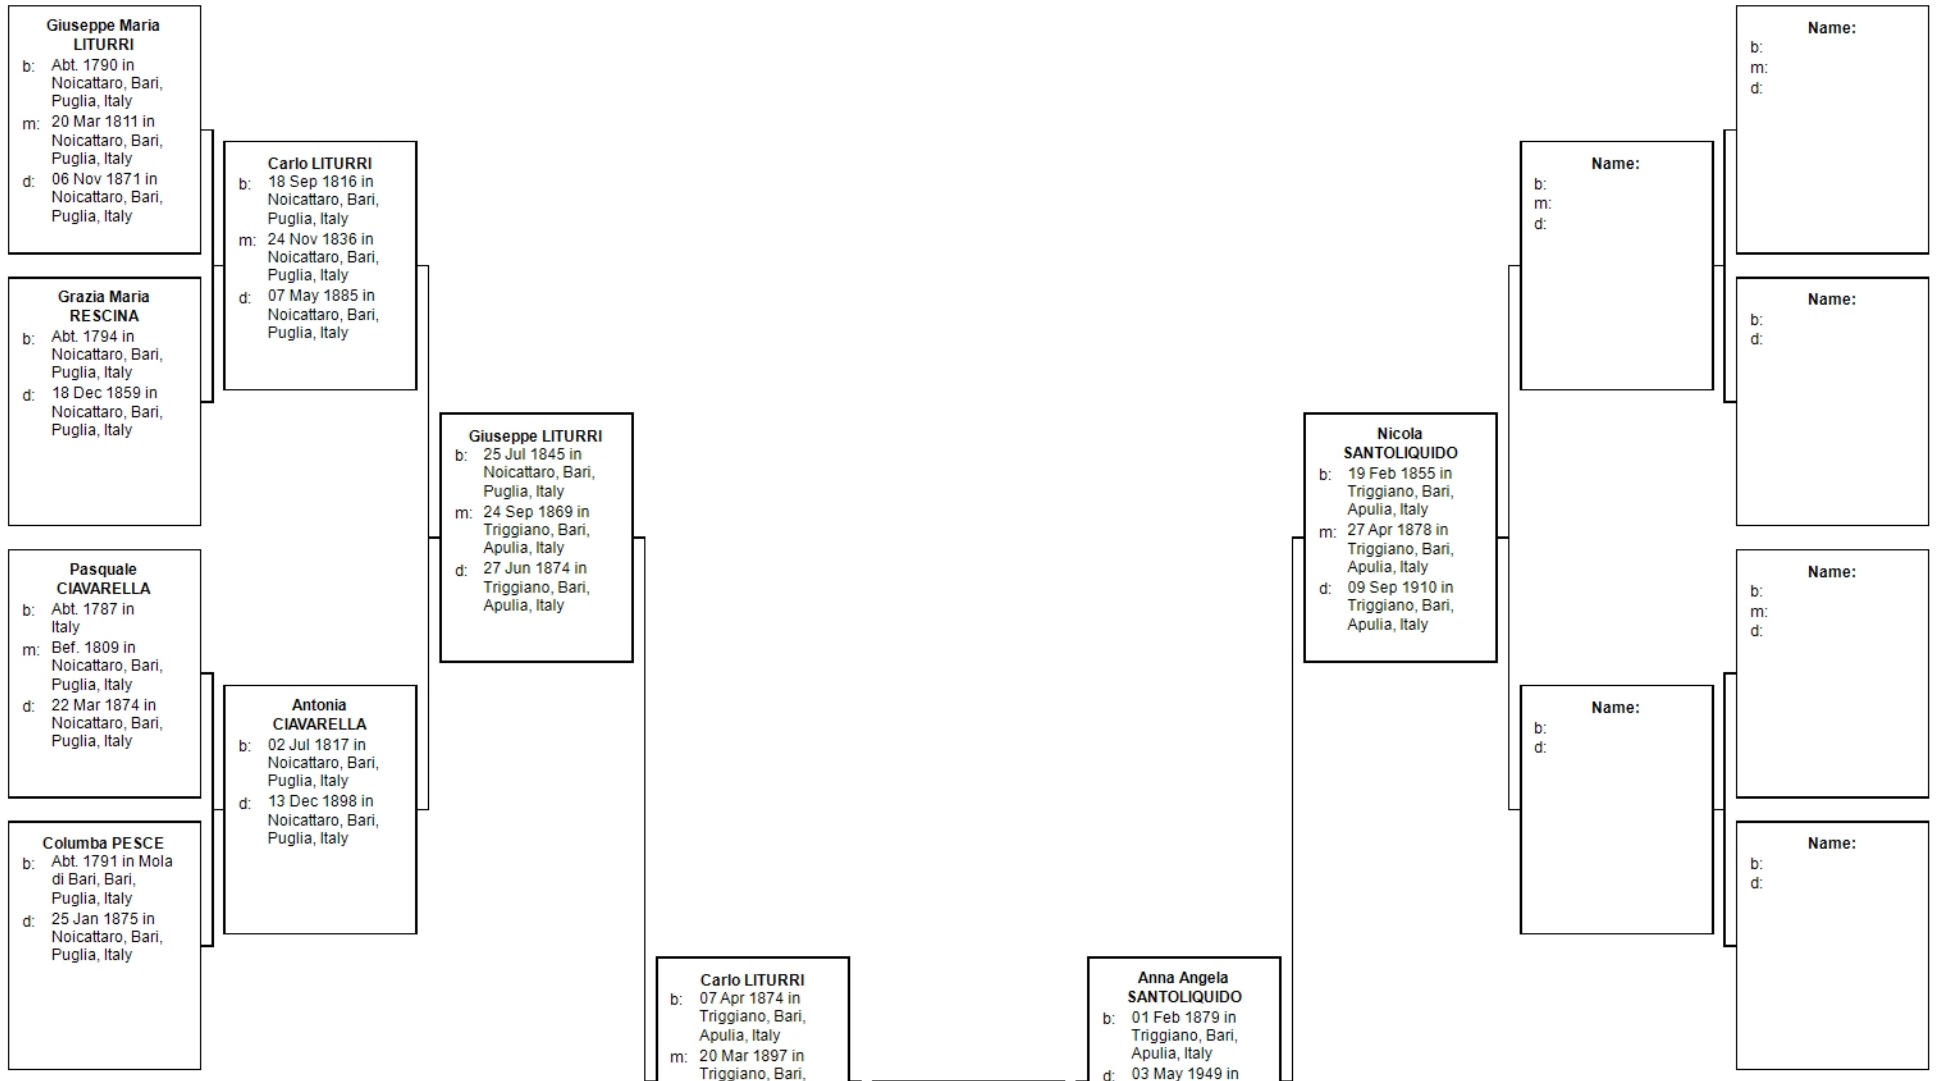 Giuseppe Maria
LITURRI
b: Abt. 1790 in
Noicattaro, Bari,
Puglia, Italy
m: 20 Mar 1811 in
Noicattaro, Bari,
Puglia, Italy
d: 06 Nov 1871 in
Noicattaro, Bari,
Puglia, Italy
Grazia Maria
RESCINA
b: Abt. 1794 in
Noicattaro, Bari,
Puglia, Italy
d: 18 Dec 1859 in
Noicattaro, Bari,
Puglia, Italy
Pasquale
CIAVARELLA
b: Abt. 1787 in
Italy
m: Bef. 1809 in
Noicattaro, Bari,
Puglia, Italy
d: 22 Mar 1874 in
Noicattaro, Bari,
Puglia, Italy
Columba PESCE
b: Abt. 1791 in Mola
di Bari, Bari,
Puglia, Italy
d: 25 Jan 1875 in
Noicattaro, Bari,
Puglia, Italy
Carlo LITURRI
b: 18 Sep 1816 in
Noicattaro, Bari,
Puglia, Italy
m: 24 Nov 1836 in
Noicattaro, Bari,
Puglia, Italy
d: 07 May 1885 in
Noicattaro, Bari,
Puglia, Italy
Antonia
CIAVARELLA
b: 02 Jul 1817 in
Noicattaro, Bari,
Puglia, Italy
d: 13 Dec 1898 in
Noicattaro, Bari,
Puglia, Italy
Giuseppe LITURRI
b: 25 Jul 1845 in
Noicattaro, Bari,
Puglia, Italy
m: 24 Sep 1869 in
Triggiano, Bari,
Apulia, Italy
d: 27 Jun 1874 in
Triggiano, Bari,
Apulia, Italy
Carlo LITURRI
b: 07 Apr 1874 in
Triggiano, Bari,
Apulia, Italy
m: 20 Mar 1897 in
Triggiano, Bari,
Anna Angela
SANTOLIQUIDO
b: 01 Feb 1879 in
Triggiano, Bari,
Apulia, Italy
d: 03 May 1949 in
Nicola
SANTOLIQUIDO
b: 19 Feb 1855 in
Triggiano, Bari,
Apulia, Italy
m: 27 Apr 1878 in
Triggiano, Bari,
Apulia, Italy
d: 09 Sep 1910 in
Triggiano, Bari,
Apulia, Italy
Name:
b:
m:
d:
Name:
b:
d:
Name:
b:
m:
d:
Name:
b:
d:
Name:
b:
m:
d:
Name:
b:
d: